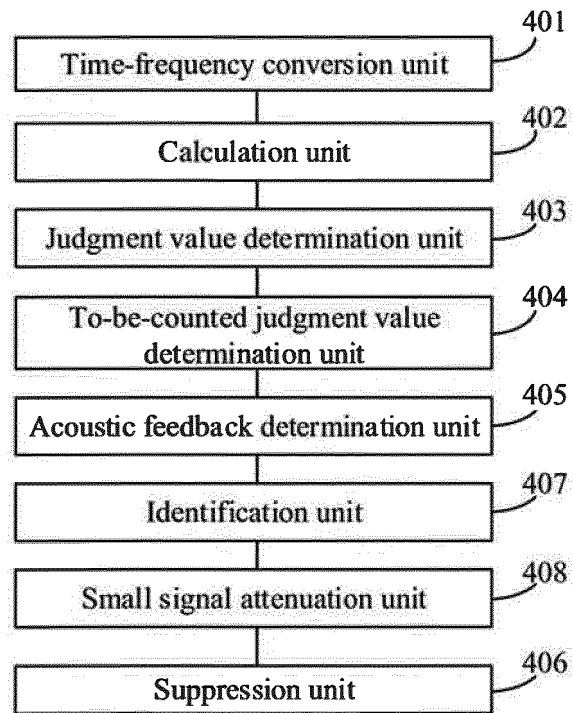 401
Time-frequency conversion unit
402
Calculation unit
403
Judgment value determination unit
404
To-be-counted judgment value
determination unit
405
Acoustic feedback determination unit
407
Identification unit
408
Small signal attenuation unit
406
Suppression unit